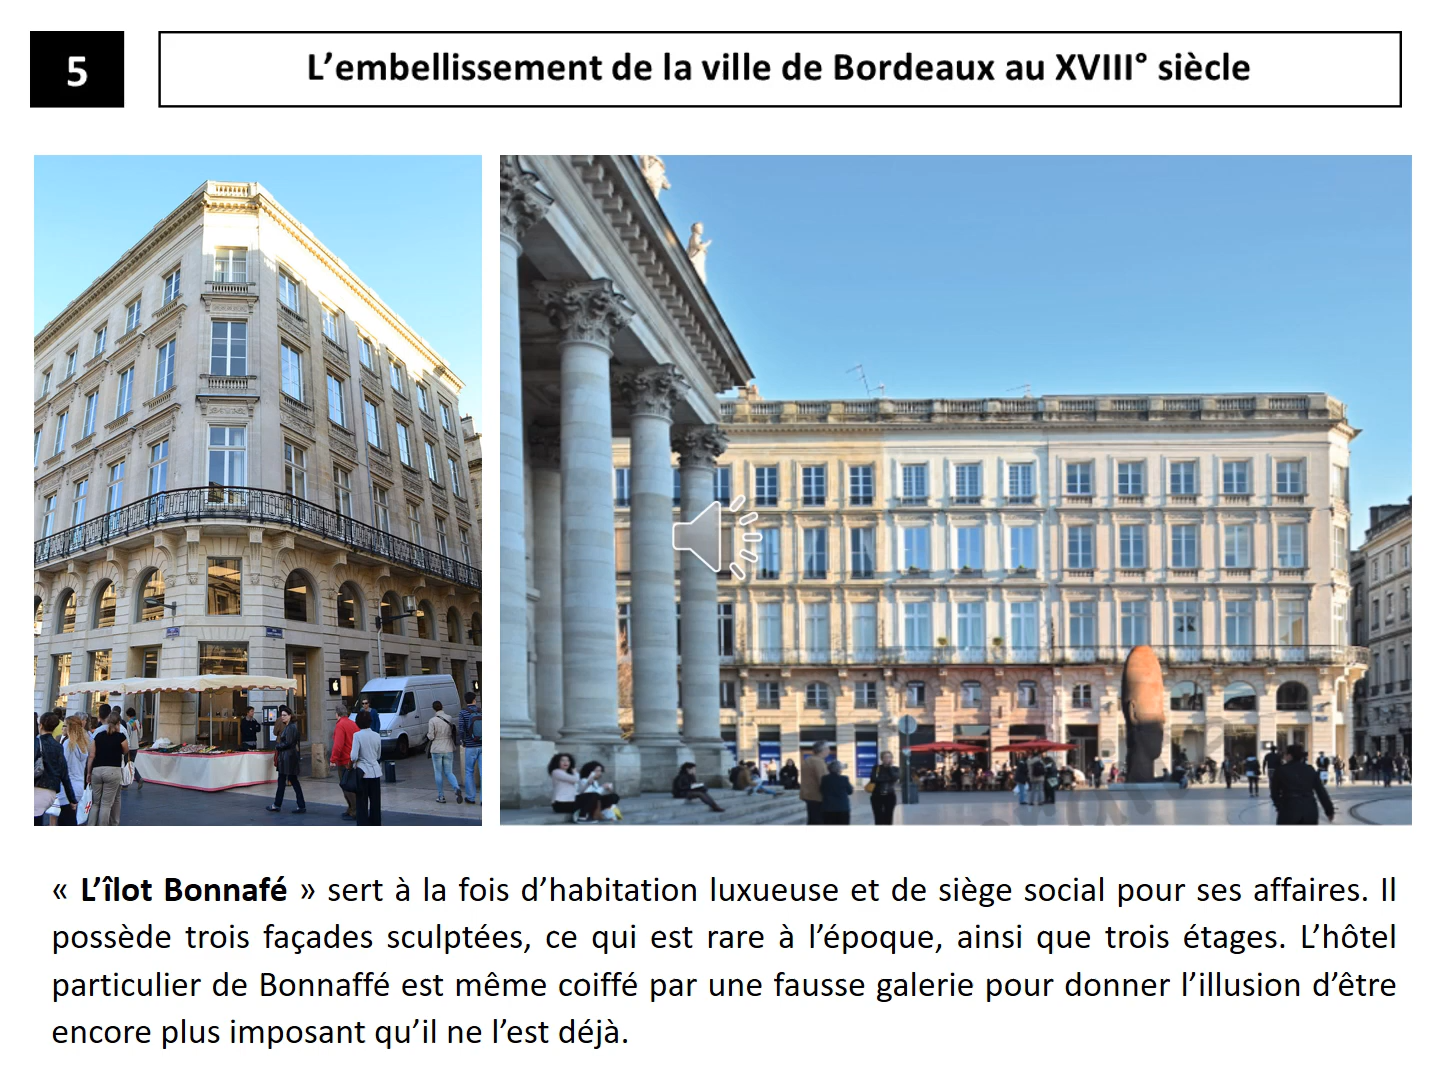 5
L’embellissement de la ville de Bordeaux au XVIII° siècle
« L’îlot Bonnafé » sert à la fois d’habitation luxueuse et de siège social pour ses affaires. Il
possède trois façades sculptées, ce qui est rare à l’époque, ainsi que trois étages. L’hôtel
particulier de Bonnaffé est même coiffé par une fausse galerie pour donner l’illusion d’être
encore plus imposant qu’il ne l’est déjà.